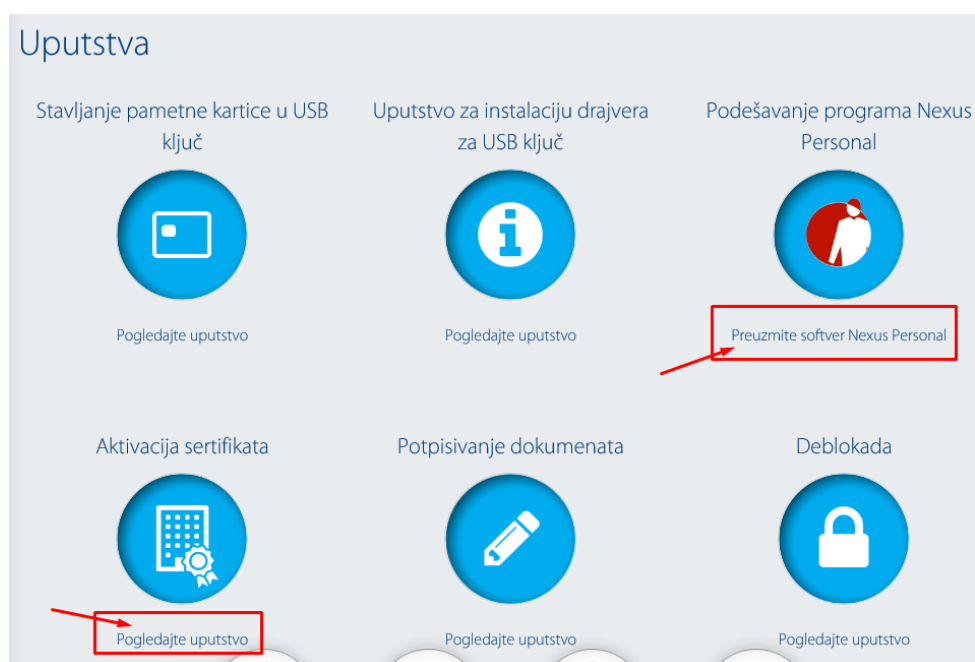 Uputstva
Stavljanje pametne kartice u USB
ključ
Uputstvo za instalaciju drajvera
za USB ključ
Podešavanje programa Nexus
Personal
Pogledajte uputstvo
Pogledajte uputstvo
Preuzmite softver Nexus Personal
Aktivacija sertifikata
Potpisivanje dokumenata
Deblokada
Pogledajte uputstvo
Pogledajte uputstvo
Pogledajte uputstvo